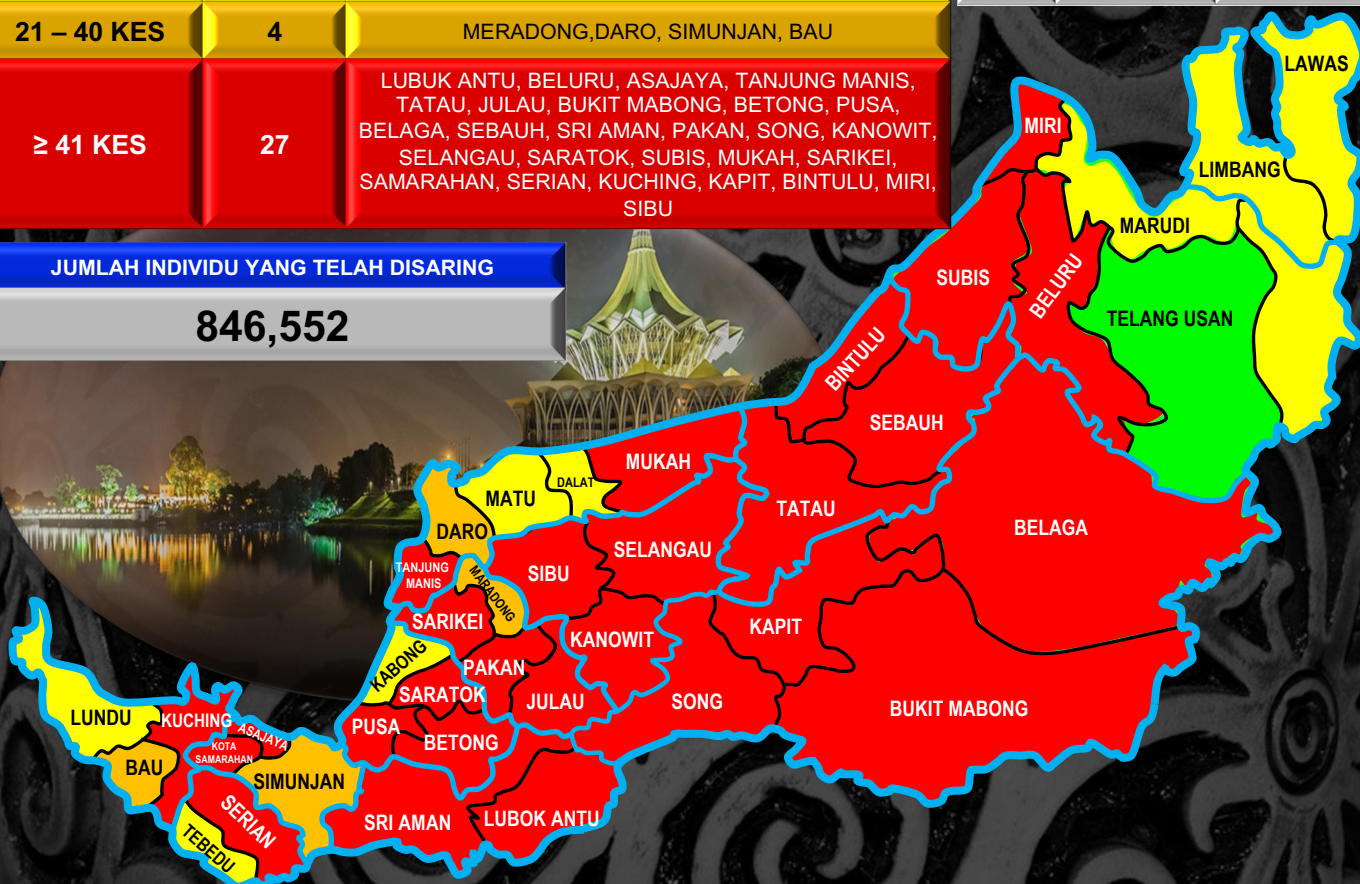 21 – 40 KES
4
MERADONG,DARO, SIMUNJAN, BAU
≥ 41 KES
27
LUBUK ANTU, BELURU, ASAJAYA, TANJUNG MANIS,
TATAU, JULAU, BUKIT MABONG, BETONG, PUSA,
BELAGA, SEBAUH, SRI AMAN, PAKAN, SONG, KANOWIT,
SELANGAU, SARATOK, SUBIS, MUKAH, SARIKEI,
SAMARAHAN, SERIAN, KUCHING, KAPIT, BINTULU, MIRI,
SIBU
JUMLAH INDIVIDU YANG TELAH DISARING
846,552
LAWAS
MIRI
LIMBANG
MARUDI
SUBIS
BELURU
TELANG USAN
BINTULU
SEBAUH
MUKAH
DALAT
MATU
TATAU
DARO
BELAGA
SELANGAU
TANJUNG
MANIS
SIBU
MARADONG
SARIKEI
KAPIT
KANOWIT
KABONG
PAKAN
SARATOK
JULAU
SONG
BUKIT MABONG
LUNDU
KUCHING
PUSA
ASAJAYA
BETONG
KOTA
SAMARAHAN
BAU
SIMUNJAN
SERIAN
SRI AMAN
LUBOK ANTU
TEBEDU